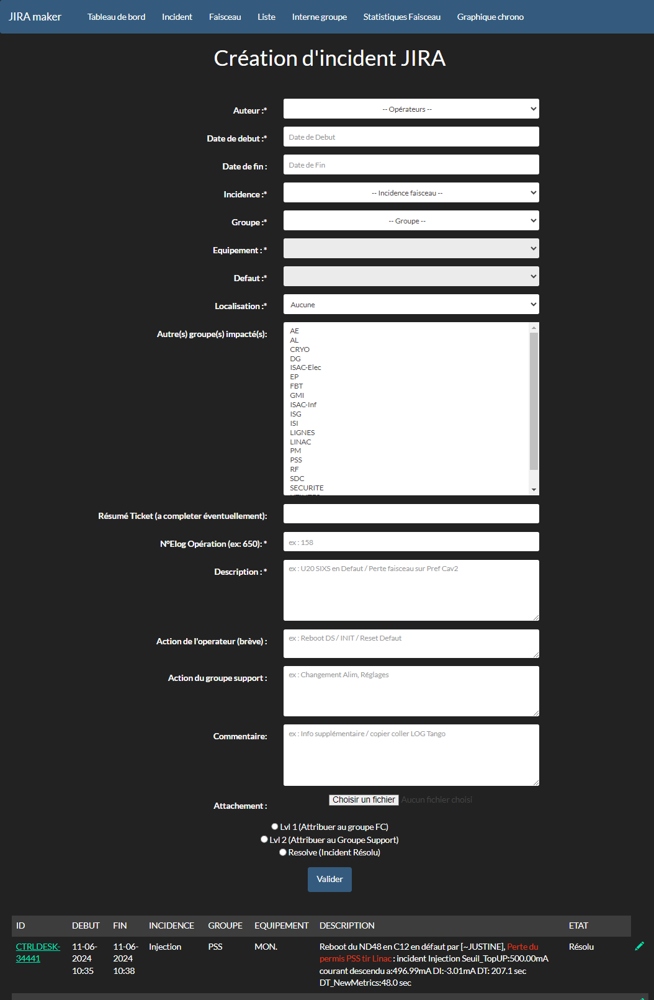 JIRA maker Tableau de bord Incident Faisceau Liste Interne groupe Statistiques Faisceau Graphique chrono
Création d'incident JIRA
Auteur :* -- Opérateurs --
Date de debut :* Date de Debut
Date de fin : Date de Fin
Incidence :* -- Incidence faisceau --
Groupe :* -- Groupe --
Equipement : *
Defaut :*
Localisation :* Aucune
Autre(s) groupe(s) impacté(s):
AE
AL
CRYO
DG
ISAC-Elec
EP
FBT
GMI
ISAC-Inf
ISG
ISI
LIGNES
LINAC
PM
PSS
RF
SDC
SECURITE
Résumé Ticket (a completer éventuellement):
N°Elog Opération (ex: 650): * ex : 158
Description : * ex : U20 SIXS en Defaut / Perte faisceau sur Pref Cav2
Action de l'operateur (brève) : ex : Reboot DS / INIT / Reset Defaut
Action du groupe support : ex : Changement Alim, Réglages
Commentaire: ex : Info supplémentaire / copier coller LOG Tango
Attachement : Choisir un fichier Aucun fichier choisi
Lvl 1 (Attribuer au groupe FC)
Lvl 2 (Attribuer au Groupe Support)
Resolve (Incident Résolu)
Valider
ID DEBUT FIN INCIDENCE GROUPE EQUIPEMENT DESCRIPTION ETAT
CTRLDESK- 11-06- 11-06- Injection PSS MON. Reboot du ND48 en C12 en défaut par [~JUSTINE], Perte du Résolu
34441 2024 2024 permis PSS tir Linac : incident Injection Seuil_TopUP:500.00mA
10:35 10:38 courant descendu a:496.99mA DI:-3.01mA DT: 207.1 sec
DT_NewMetrics:48.0 sec